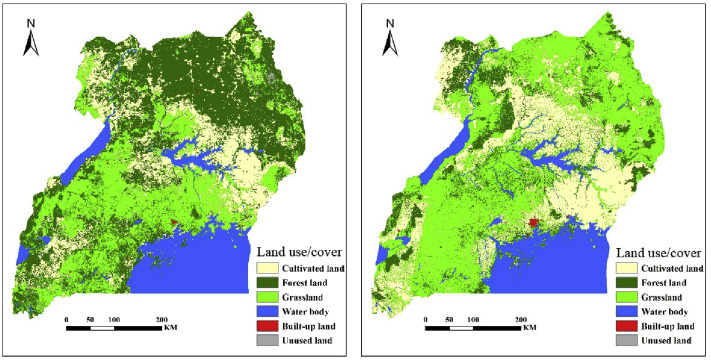 N
Land use/cover
Cultivated land
Forest land
Grassland
Water body
Built-up land
Unused land
0 50 100 200
KM
N
Land use/cover
Cultivated land
Forest land
Grassland
Water body
Built-up land
Unused land
0 50 100 200
KM